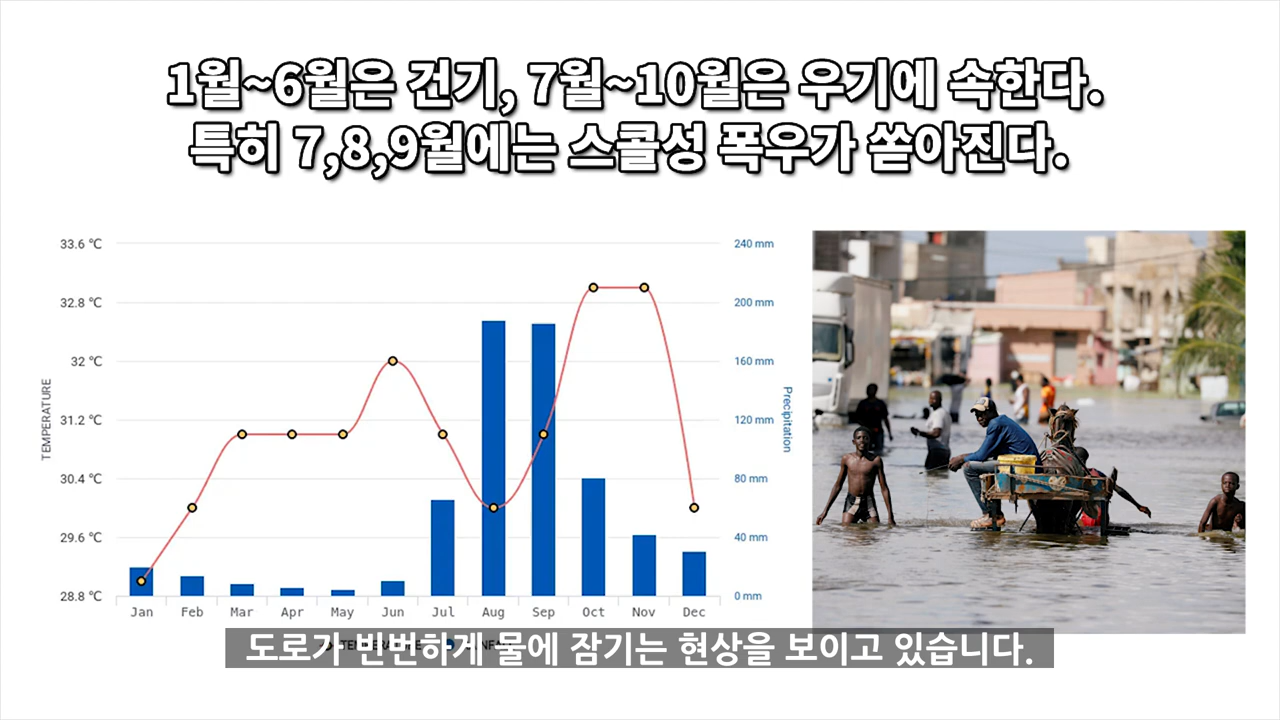 1월~6월은 건기, 7월~10월은 우기에 속한다.
특히 7,8,9월에는 스콜성 폭우가 쏟아진다.
33.6 ℃
32.8 ℃
32 ℃
31.2 ℃
30.4 ℃
29.6 ℃
28.8 ℃
TEMPERATURE
240 mm
200 mm
160 mm
120 mm
80 mm
40 mm
0 mm
Precipitation
Jan Feb Mar Apr May Jun Jul Aug Sep Oct Nov Dec
도로가 빈번하게 물에 잠기는 현상을 보이고 있습니다.